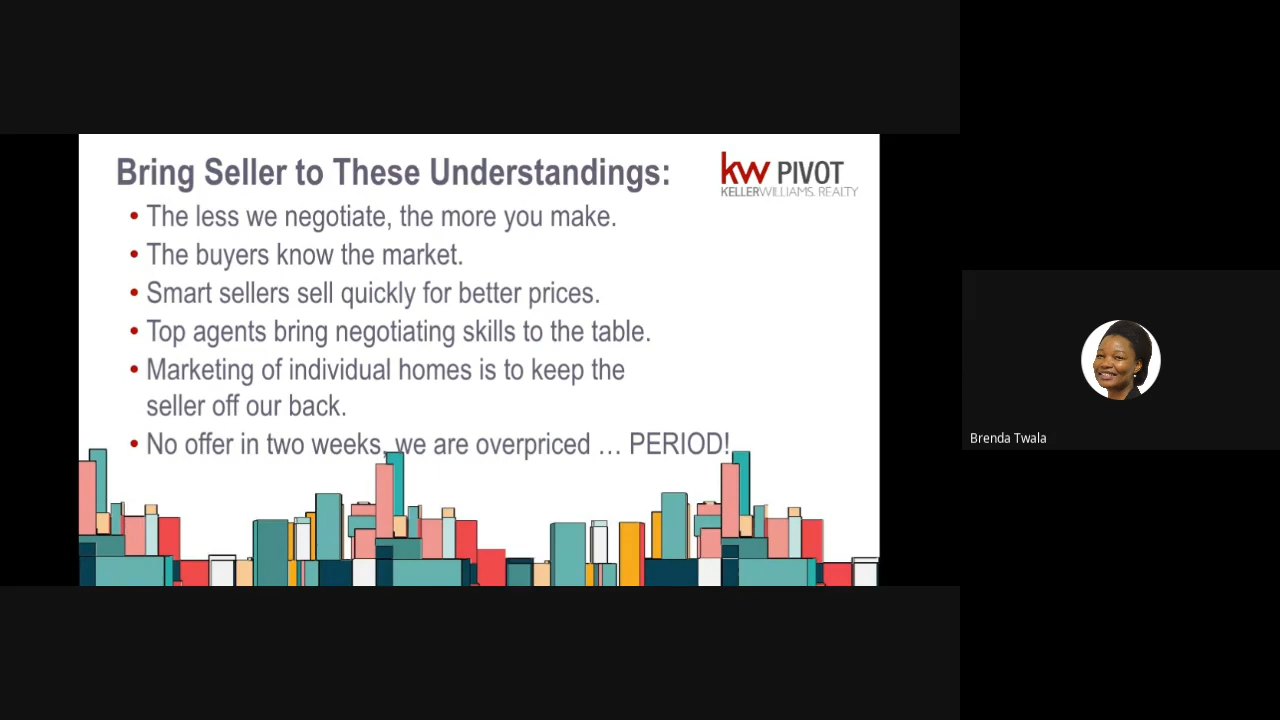 Bring Seller to These Understandings:
kw PIVOT
KELLERWILLIAMS. REALTY
• The less we negotiate, the more you make.
• The buyers know the market.
• Smart sellers sell quickly for better prices.
• Top agents bring negotiating skills to the table.
• Marketing of individual homes is to keep the
seller off our back.
• No offer in two weeks, we are overpriced … PERIOD!
Brenda Twala